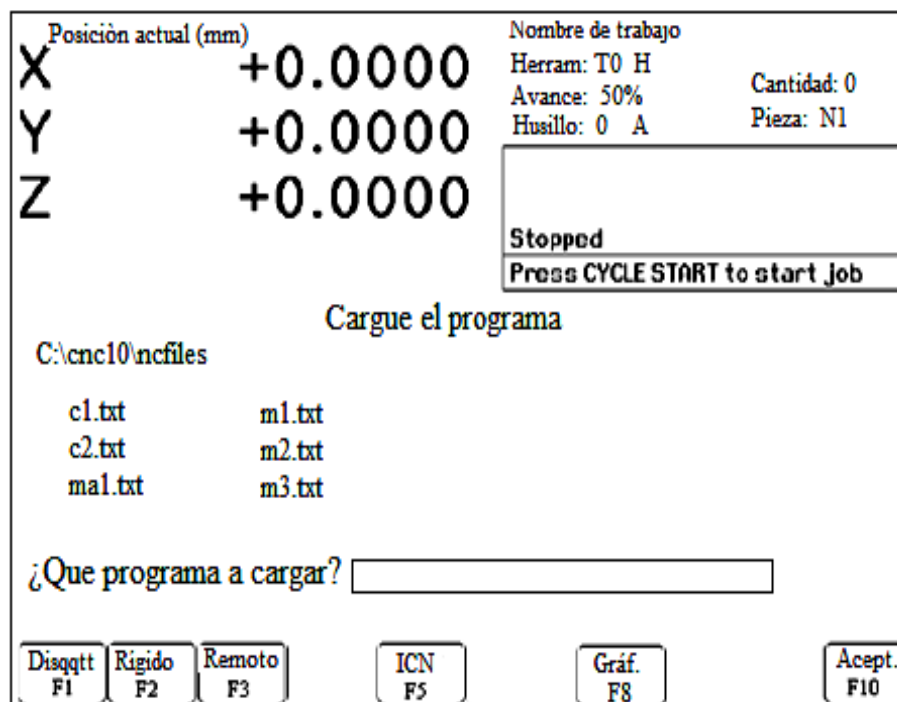 Posiciòn actual (mm)
X +0.0000
Y +0.0000
Z +0.0000
Nombre de trabajo
Herram: T0 H
Avance: 50%
Husillo: 0 A
Cantidad: 0
Pieza: N1
Stopped
Press CYCLE START to start job
Cargue el programa
C:\cnc10\ncfiles
c1.txt m1.txt
c2.txt m2.txt
ma1.txt m3.txt
¿Que programa a cargar?
Disqqtt Rígido Remoto ICN Gráf. Acept.
F1 F2 F3 F5 F8 F10